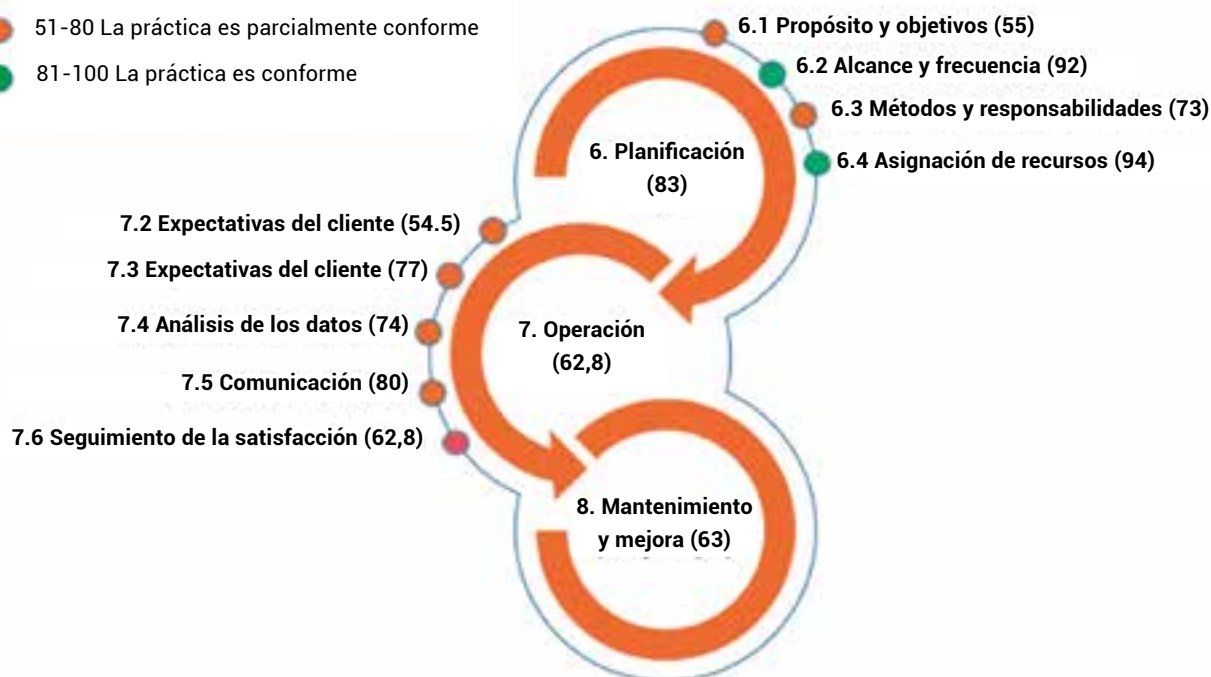 51-80 La práctica es parcialmente conforme
81-100 La práctica es conforme
6.1 Propósito y objetivos (55)
6.2 Alcance y frecuencia (92)
6.3 Métodos y responsabilidades (73)
6.4 Asignación de recursos (94)
6. Planificación
(83)
7.2 Expectativas del cliente (54.5)
7.3 Expectativas del cliente (77)
7.4 Análisis de los datos (74)
7.5 Comunicación (80)
7.6 Seguimiento de la satisfacción (62,8)
7. Operación
(62,8)
8. Mantenimiento
y mejora (63)